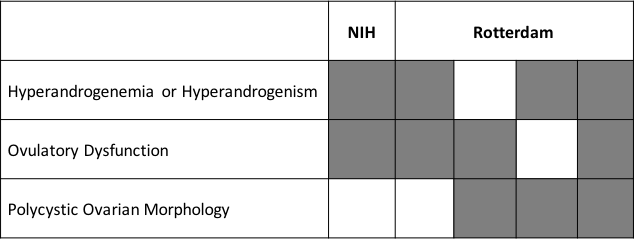 NIH
Rotterdam
Hyperandrogenemia or Hyperandrogenism
Ovulatory Dysfunction
Polycystic Ovarian Morphology